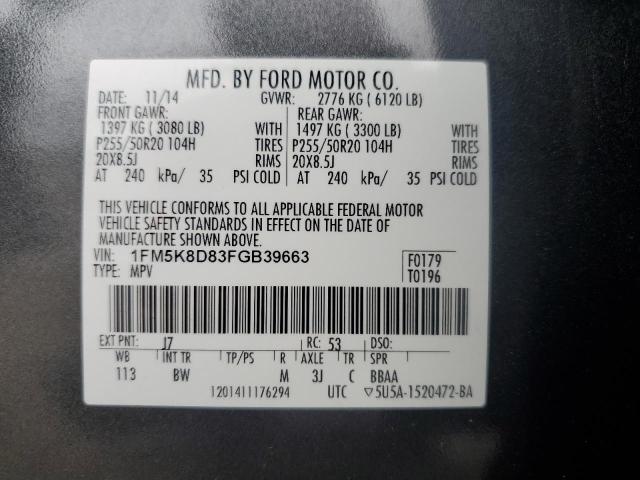 MFD. BY FORD MOTOR CO.
DATE: 11/14 GVWR: 2776 KG ( 6120 LB)
FRONT GAWR: REAR GAWR:
1397 KG ( 3080 LB) WITH 1497 KG ( 3300 LB) WITH
P255/50R20 104H TIRES P255/50R20 104H TIRES
20X8.5J RIMS 20X8.5J RIMS
AT 240 kPa/ 35 PSI COLD AT 240 kPa/ 35 PSI COLD
THIS VEHICLE CONFORMS TO ALL APPLICABLE FEDERAL MOTOR
VEHICLE SAFETY STANDARDS IN EFFECT ON THE DATE OF
MANUFACTURE SHOWN ABOVE.
VIN: 1FM5K8D83FGB39663 F0179
TYPE: MPV T0196
EXT PNT: J7 RC: 53 DSO:
WB INT TR TP/PS R AXLE TR SPR
113 BW M 3J C BBAA
1201411176294 UTC ▽5U5A-1520472-BA